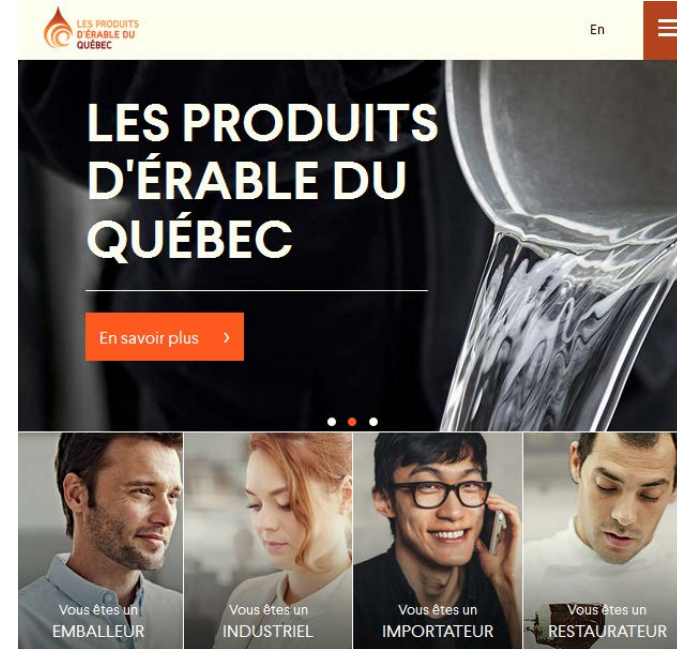 LES PRODUITS
D'ÉRABLE DU
QUÉBEC
En
LES PRODUITS
D'ÉRABLE DU
QUÉBEC
En savoir plus
Vous êtes un
EMBALLEUR
Vous êtes un
INDUSTRIEL
Vous êtes un
IMPORTATEUR
Vous êtes un
RESTAURATEUR